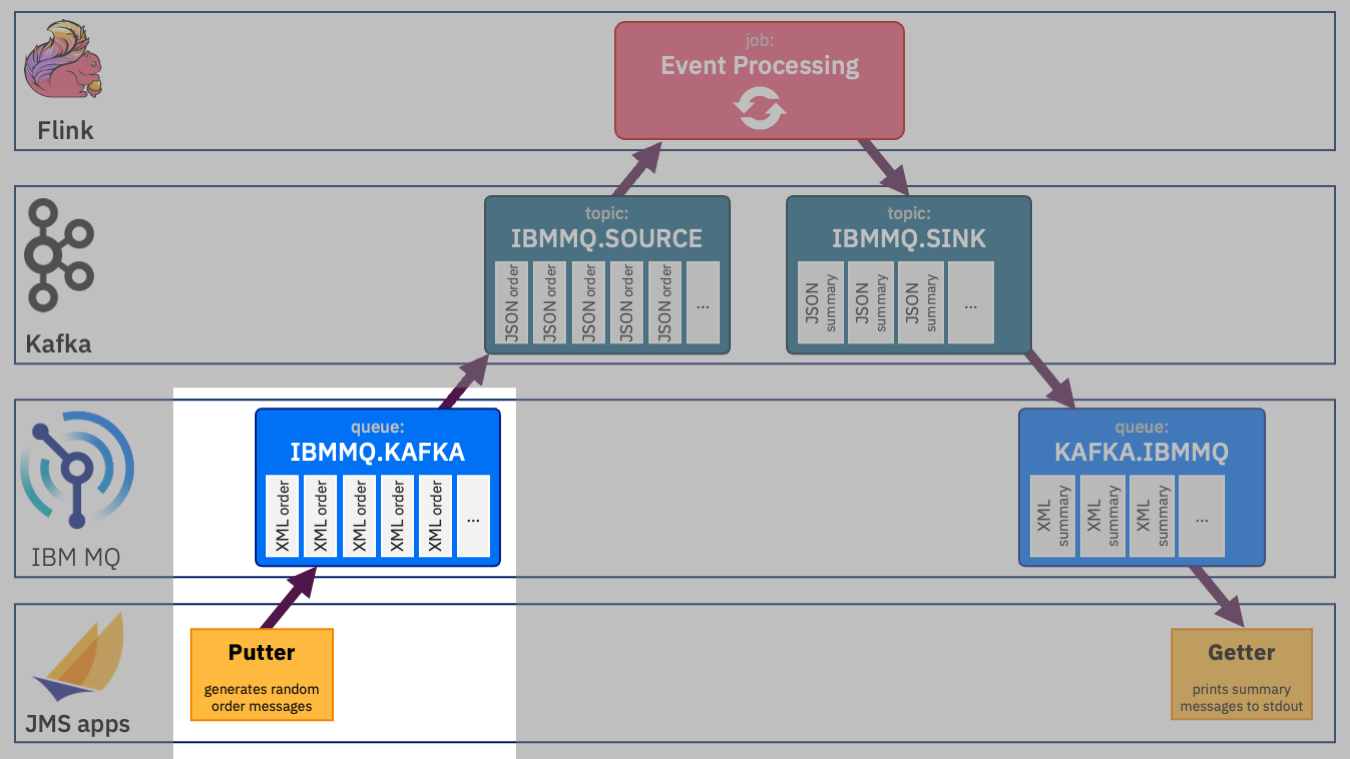 job:
Event Processing
Flink
topic:
IBMMQ.SOURCE
JSON order
JSON order
JSON order
JSON order
JSON order
...
topic:
IBMMQ.SINK
JSON
summary
JSON
summary
JSON
summary
...
Kafka
queue:
IBMMQ.KAFKA
XML order
XML order
XML order
XML order
XML order
...
queue:
KAFKA.IBMMQ
XML
summary
XML
summary
XML
summary
...
IBM MQ
Putter
generates random
order messages
Getter
prints summary
messages to stdout
JMS apps